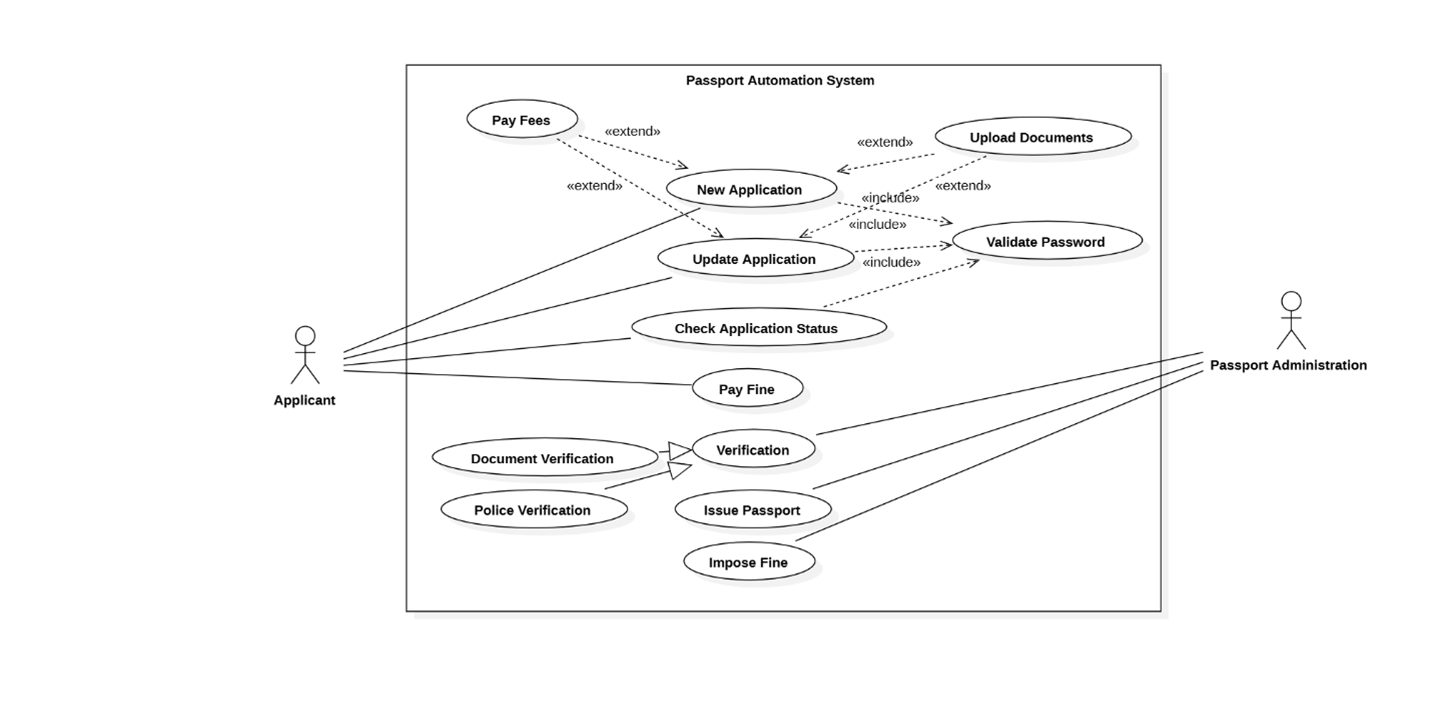 Passport Automation System
Pay Fees
«extend»
Upload Documents
«extend»
«extend»
New Application
«include»
«extend»
«include»
Validate Password
Update Application
«include»
Check Application Status
Passport Administration
Applicant
Pay Fine
Verification
Document Verification
Police Verification
Issue Passport
Impose Fine